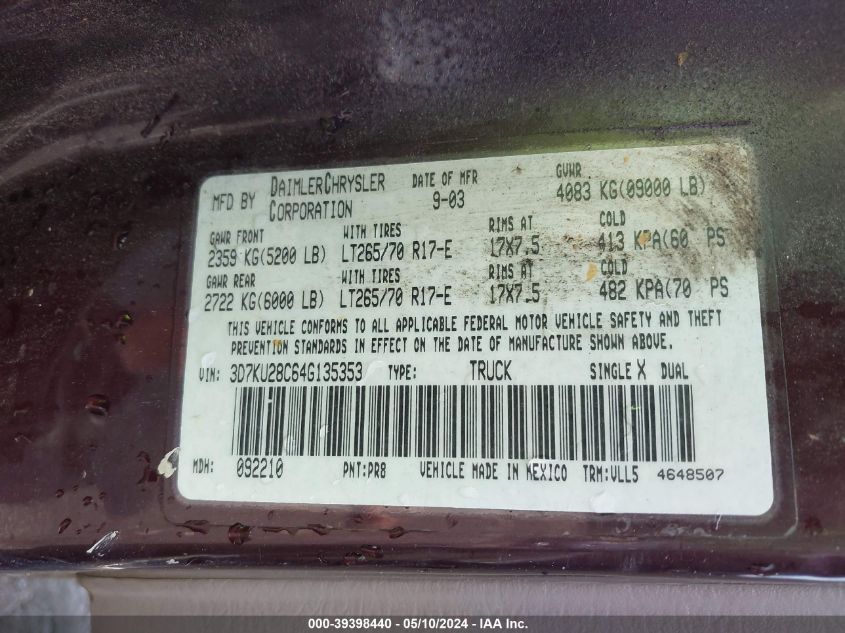 MFD BY DAIMLERCHRYSLER CORPORATION
DATE OF MFR 9-03
GVWR 4083 KG(09000 LB)
GAWR FRONT WITH TIRES RIMS AT COLD
2359 KG(5200 LB) LT265/70 R17-E 17X7.5 413 KPA(60 PS
GAWR REAR WITH TIRES RIMS AT COLD
2722 KG(6000 LB) LT265/70 R17-E 17X7.5 482 KPA(70 PS
THIS VEHICLE CONFORMS TO ALL APPLICABLE FEDERAL MOTOR VEHICLE SAFETY AND THEFT
PREVENTION STANDARDS IN EFFECT ON THE DATE OF MANUFACTURE SHOWN ABOVE.
VIN: 3D7KU28C64G135353 TYPE: TRUCK SINGLE X DUAL
MDH: 092210 PNT:PR8 VEHICLE MADE IN MEXICO TRM:VLL5 4648507
000-39398440 - 05/10/2024 - IAA Inc.